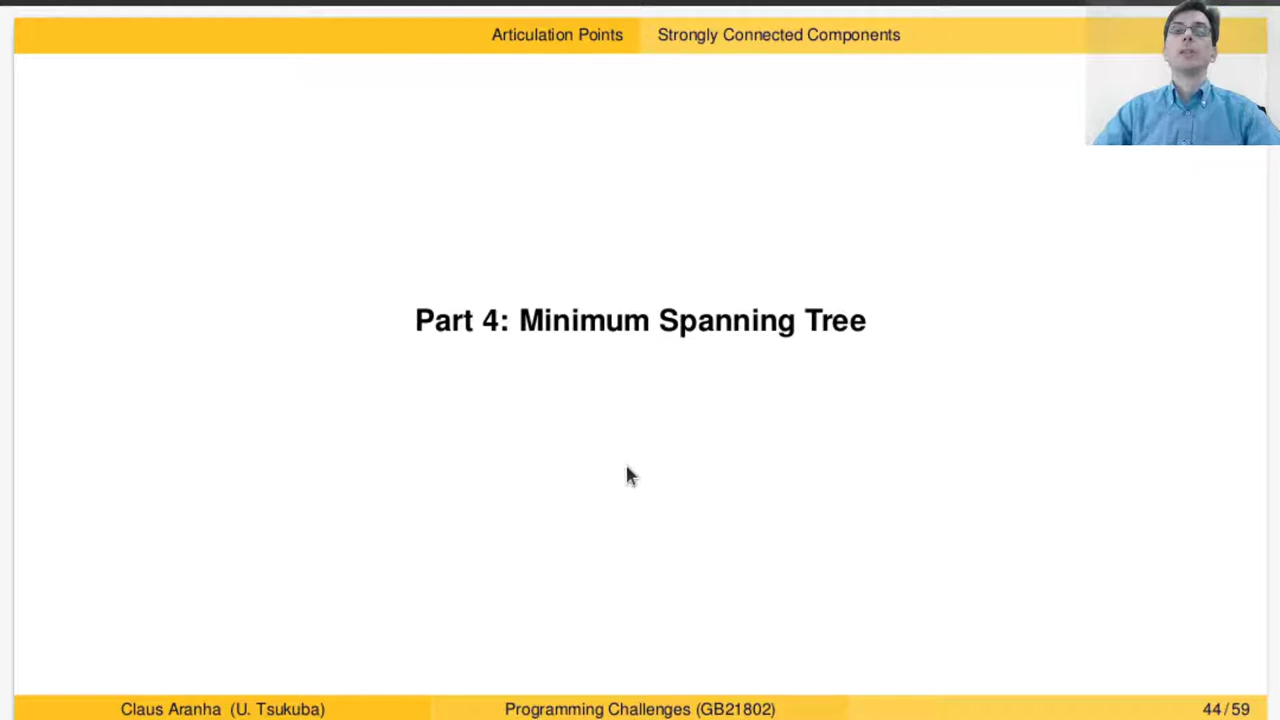 Articulation Points Strongly Connected Components
Part 4: Minimum Spanning Tree
Claus Aranha (U. Tsukuba) Programming Challenges (GB21802) 44 / 59